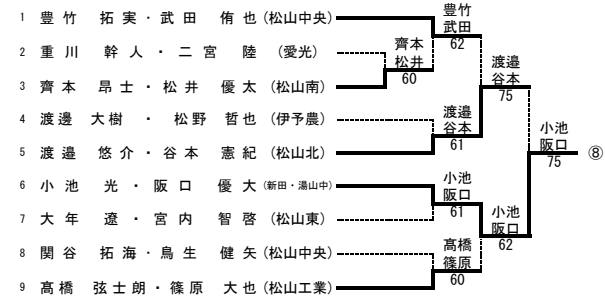 1 豊竹 拓実・武田 侑也 (松山中央)
2 重川 幹人・二宮 陸 (愛光)
3 齊本 昂士・松井 優太 (松山南)
4 渡邊 大樹・松野 哲也 (伊予農)
5 渡邉 悠介・谷本 憲紀 (松山北)
6 小池 光・阪口 優大 (新田・湯山中)
7 大年 遼・宮内 智啓 (松山東)
8 関谷 拓海・鳥生 健矢 (松山中央)
9 髙橋 弦士朗・篠原 大也 (松山工業)
齊本
松井
60
豊竹
武田
62
渡邉
谷本
61
小池
阪口
61
髙橋
篠原
60
渡邉
谷本
75
小池
阪口
62
小池
阪口
75
⑧